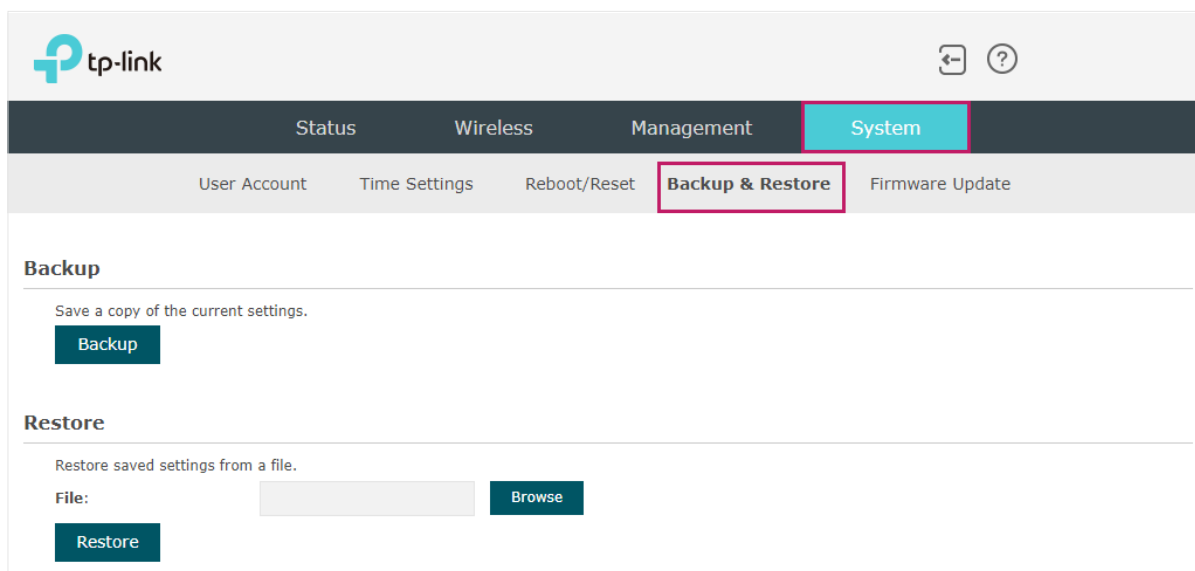 tp-link
Status Wireless Management System
User Account Time Settings Reboot/Reset Backup & Restore Firmware Update
Backup
Save a copy of the current settings.
Backup
Restore
Restore saved settings from a file.
File: Browse
Restore